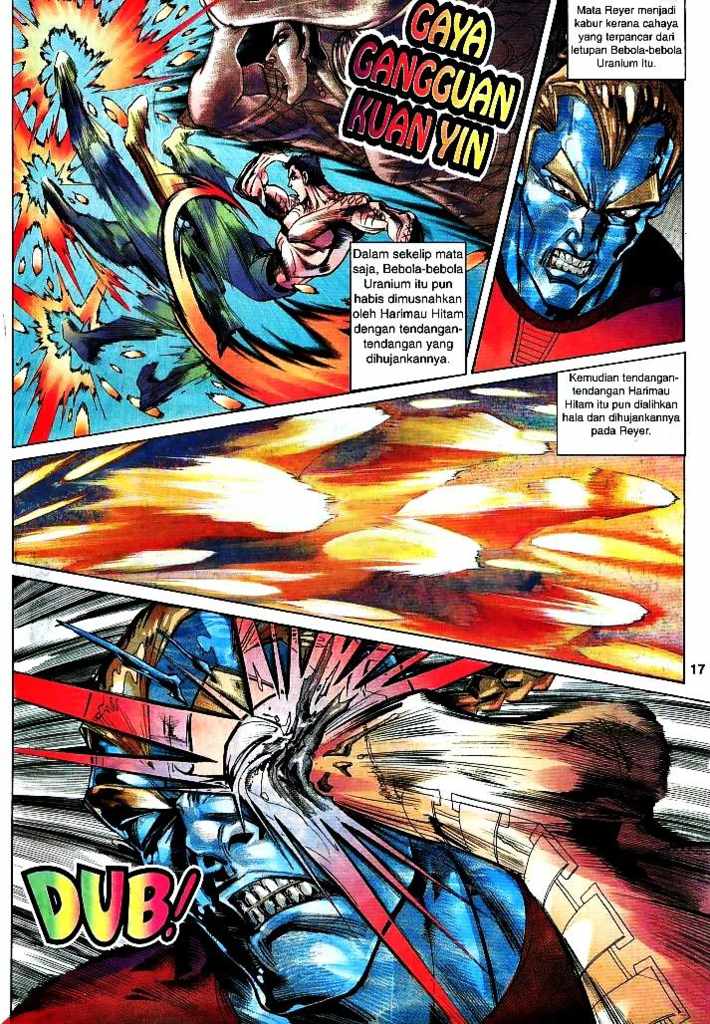 GAYA
GANGGUAN
KUAN YIN
Mata Reyer menjadi
kabur kerana cahaya
yang terpancar dari
letupan Bebola-bebola
Uranium itu.
Dalam sekelip mata
saja, Bebola-bebola
Uranium itu pun
habis dimusnahkan
oleh Harimau Hitam
dengan tendangan-
tendangan yang
dihujankannya.
Kemudian tendangan-
tendangan Harimau
Hitam itu pun dialihkan
hala dan dihujankannya
pada Reyer.
17
DUB!